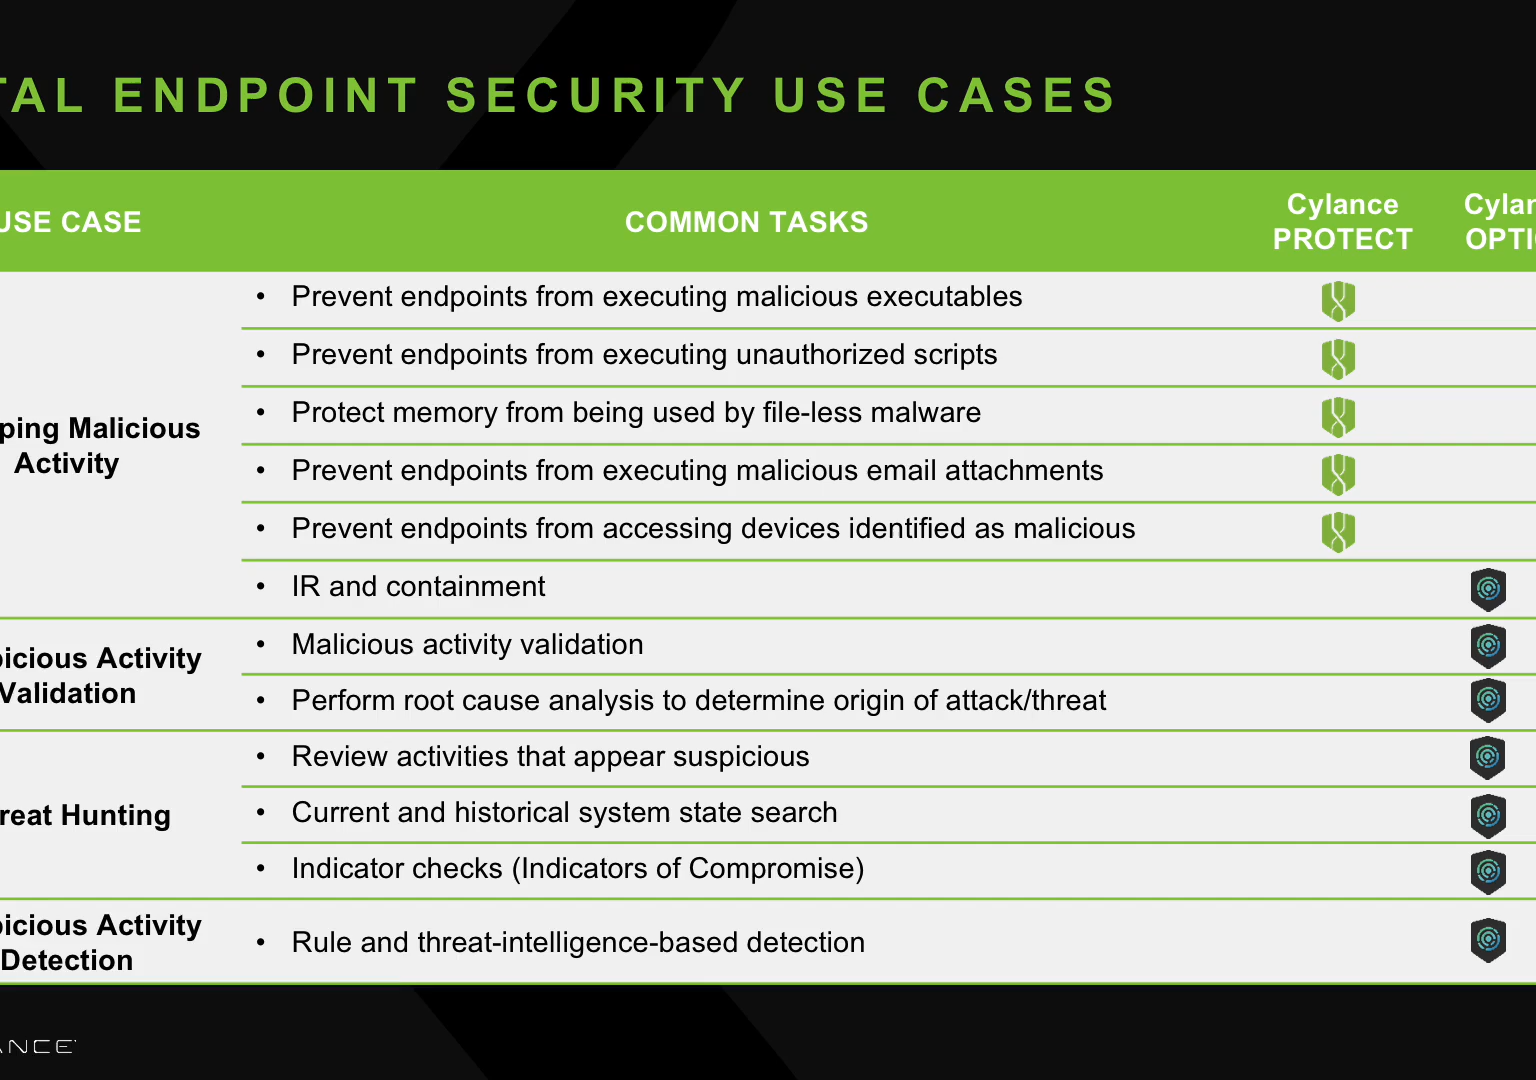 TAL ENDPOINT SECURITY USE CASES
USE CASE
COMMON TASKS
Cylance
PROTECT
Cylan
OPTI
• Prevent endpoints from executing malicious executables
• Prevent endpoints from executing unauthorized scripts
• Protect memory from being used by file-less malware
• Prevent endpoints from executing malicious email attachments
• Prevent endpoints from accessing devices identified as malicious
• IR and containment
pping Malicious
Activity
• Malicious activity validation
• Perform root cause analysis to determine origin of attack/threat
picious Activity
Validation
• Review activities that appear suspicious
• Current and historical system state search
• Indicator checks (Indicators of Compromise)
reat Hunting
• Rule and threat-intelligence-based detection
picious Activity
Detection
ANCE